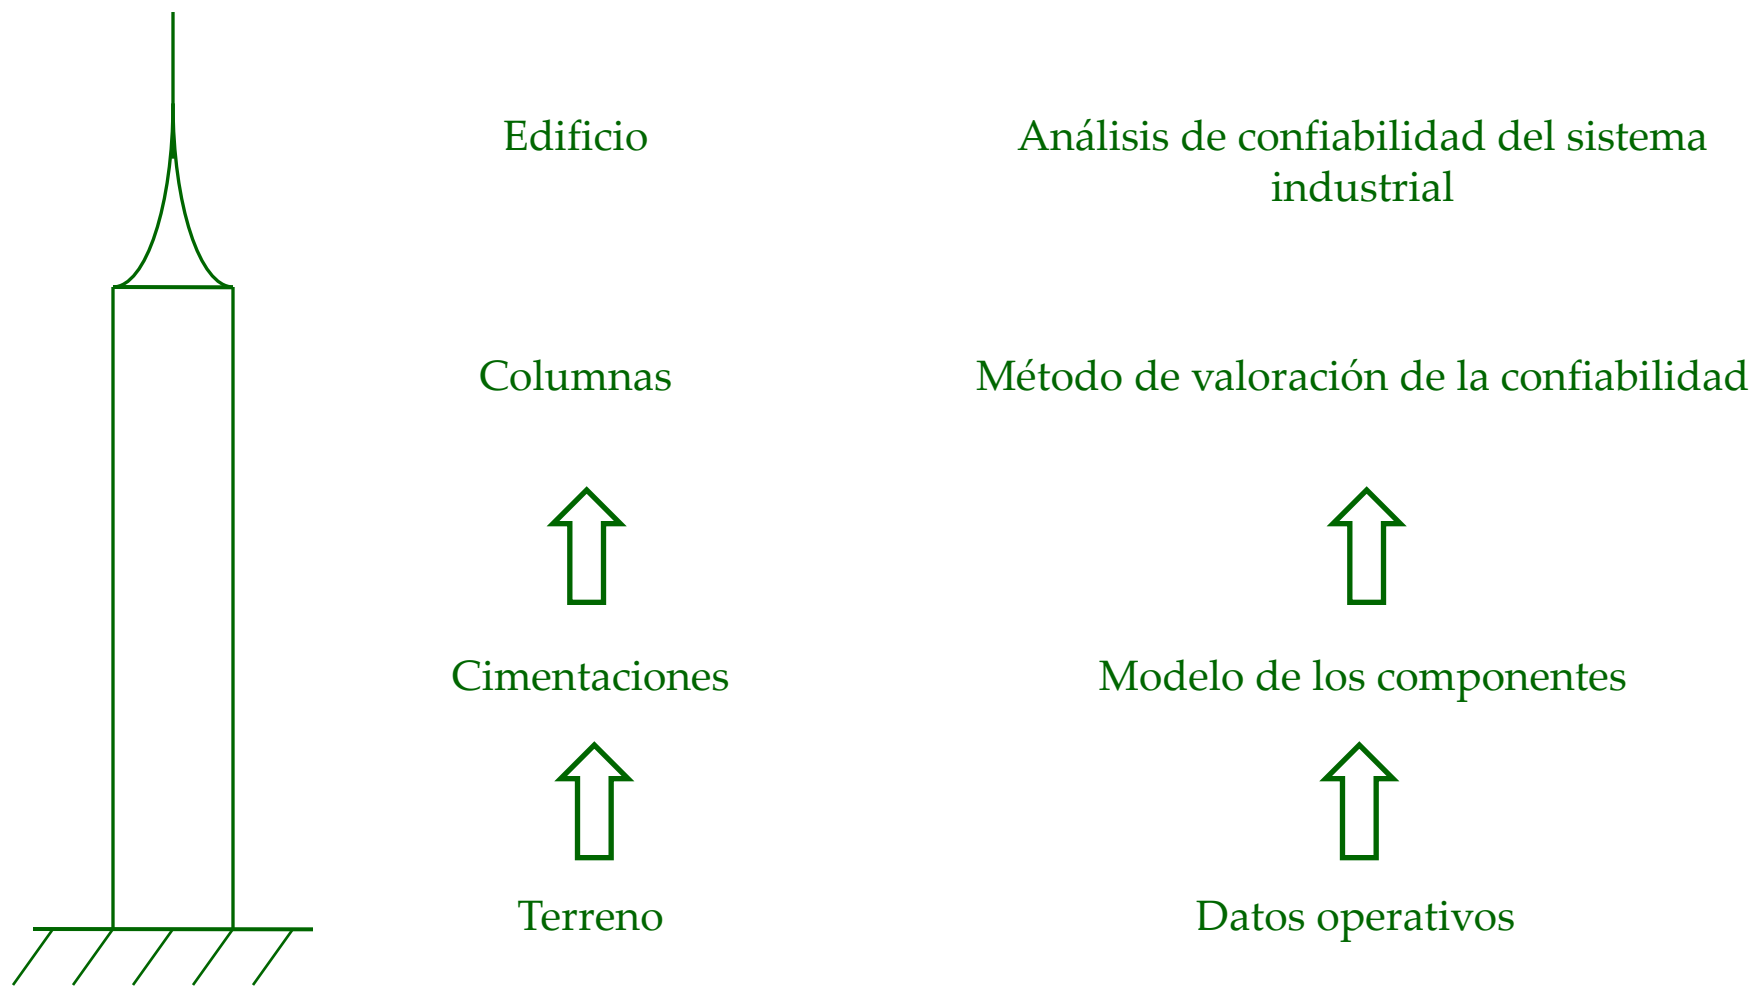 Edificio
Análisis de confiabilidad del sistema
industrial
Columnas
Método de valoración de la confiabilidad
Cimentaciones
Modelo de los componentes
Terreno
Datos operativos